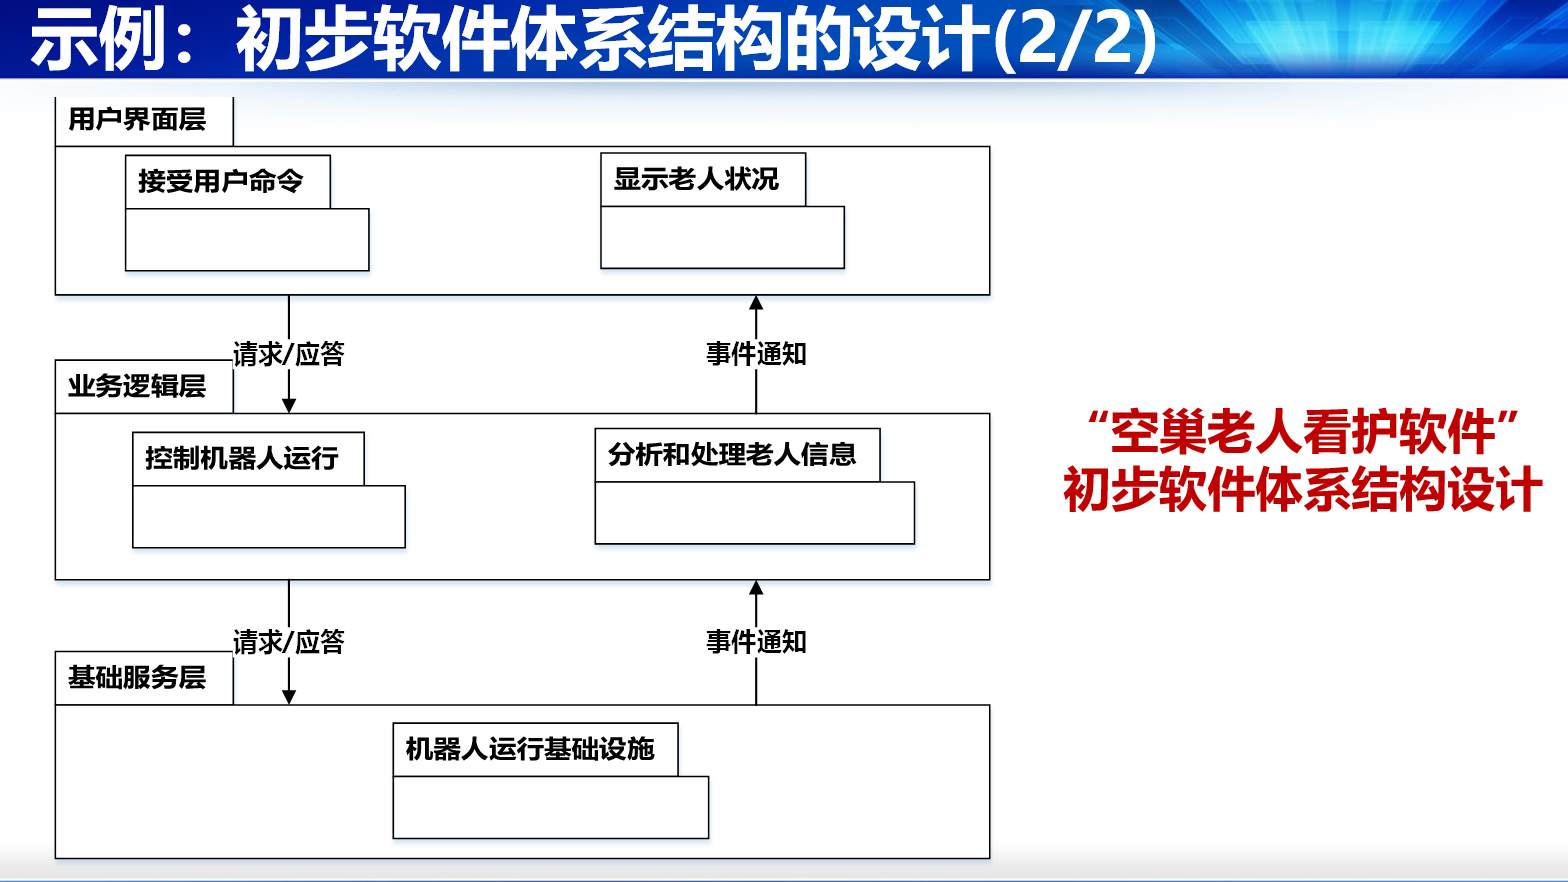 示例：初步软件体系结构的设计(2/2)
用户界面层
接受用户命令
显示老人状况
请求/应答
事件通知
业务逻辑层
控制机器人运行
分析和处理老人信息
“空巢老人看护软件”
初步软件体系结构设计
请求/应答
事件通知
基础服务层
机器人运行基础设施